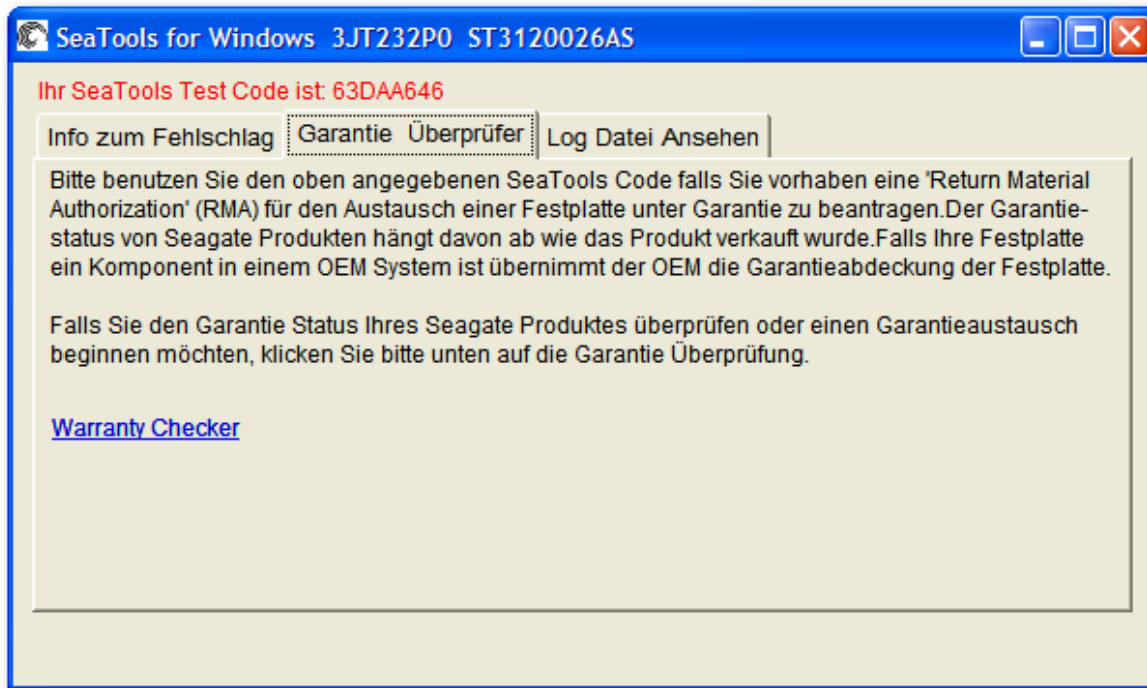 SeaTools for Windows 3JT232P0 ST3120026AS
Ihr SeaTools Test Code ist: 63DAA646
Info zum Fehlschlag Garantie Überprüfer Log Datei Ansehen
Bitte benutzen Sie den oben angegebenen SeaTools Code falls Sie vorhaben eine 'Return Material
Authorization' (RMA) für den Austausch einer Festplatte unter Garantie zu beantragen.Der Garantie-
status von Seagate Produkten hängt davon ab wie das Produkt verkauft wurde.Falls Ihre Festplatte
ein Komponent in einem OEM System ist übernimmt der OEM die Garantieabdeckung der Festplatte.
Falls Sie den Garantie Status Ihres Seagate Produktes überprüfen oder einen Garantieaustausch
beginnen möchten, klicken Sie bitte unten auf die Garantie Überprüfung.
Warranty Checker